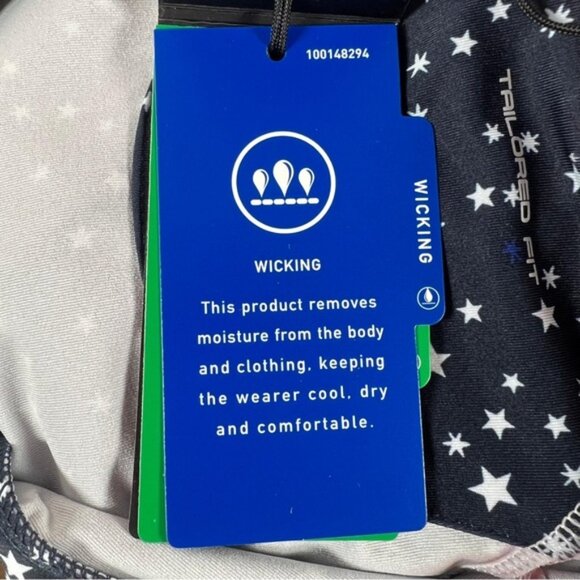 100148294
WICKING
This product removes
moisture from the body
and clothing, keeping
the wearer cool, dry
and comfortable.
WICKING
TAILORED FIT